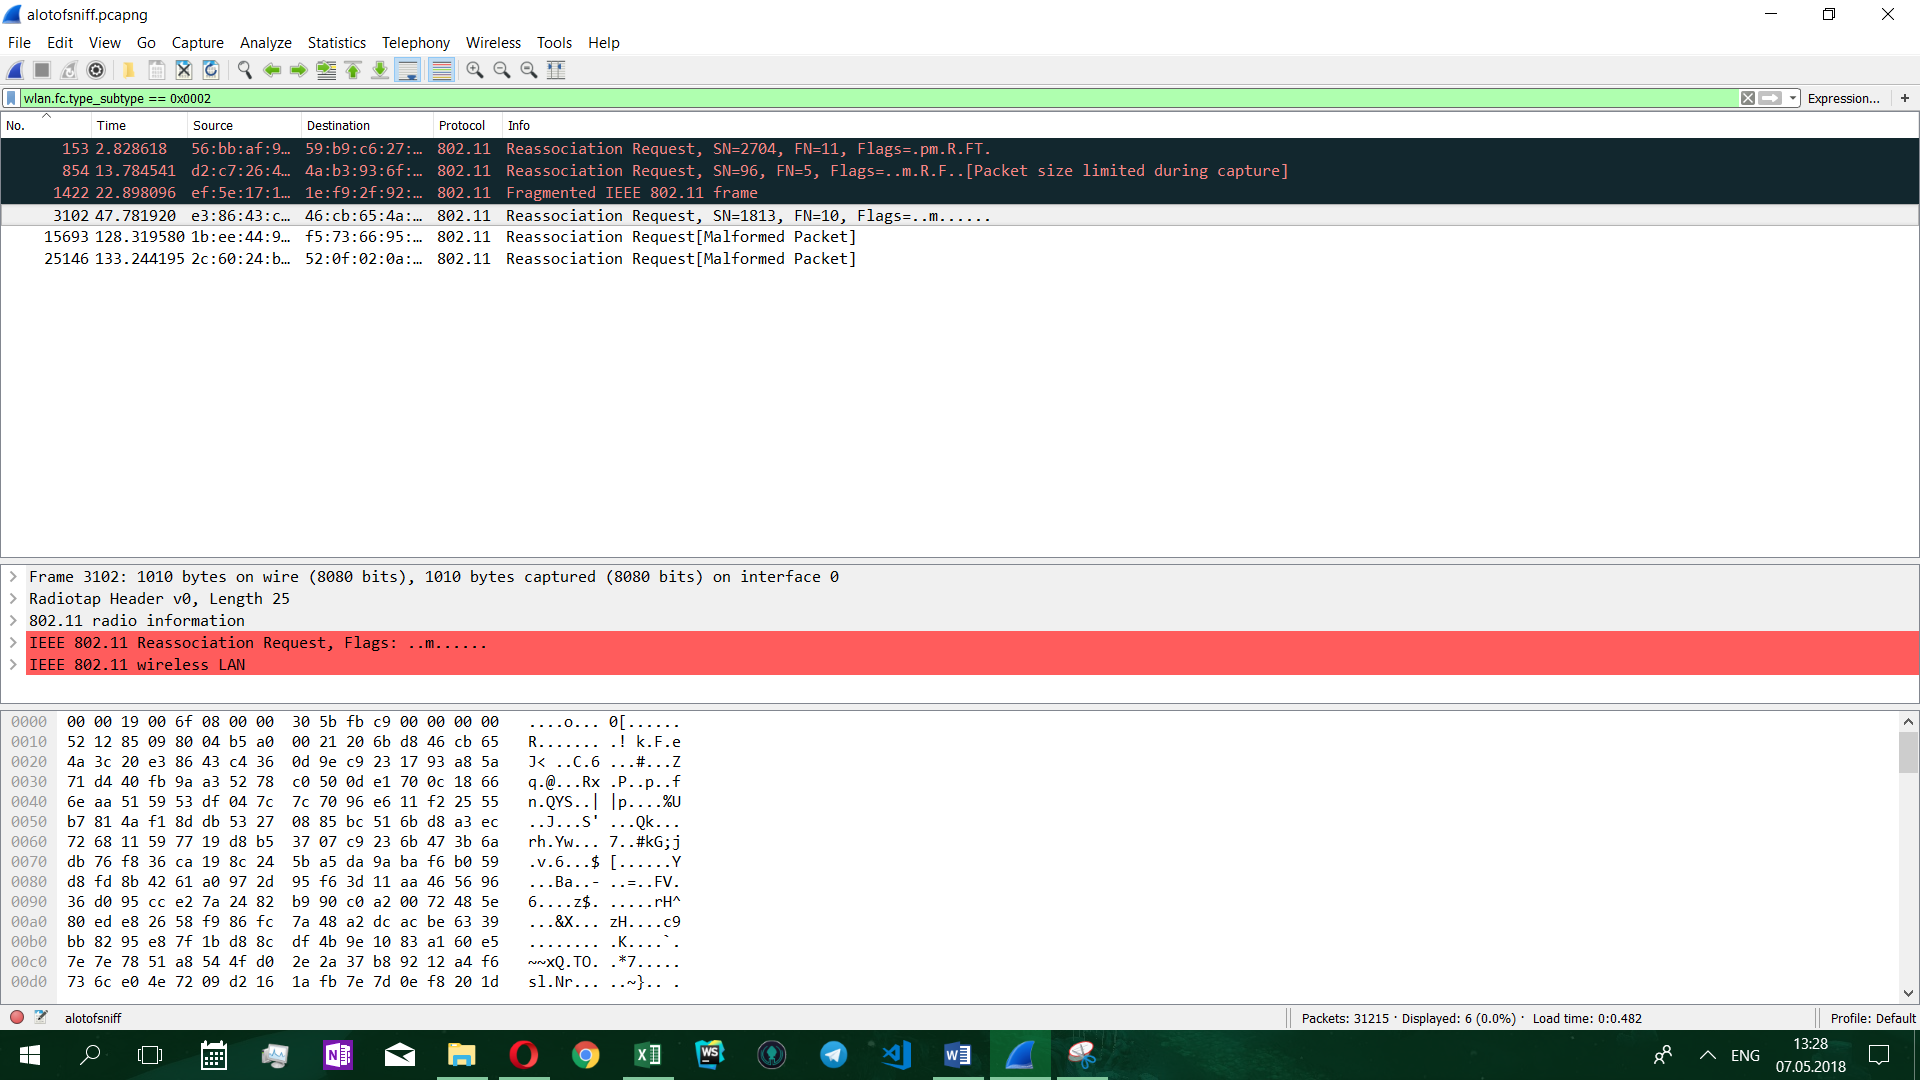 alotofsniff.pcapng
File Edit View Go Capture Analyze Statistics Telephony Wireless Tools Help
wlan.fc.type_subtype == 0x0002 Expression... +
No. Time Source Destination Protocol Info
153 2.828618 56:bb:af:9… 59:b9:c6:27:… 802.11 Reassociation Request, SN=2704, FN=11, Flags=.pm.R.FT.
854 13.784541 d2:c7:26:4… 4a:b3:93:6f:… 802.11 Reassociation Request, SN=96, FN=5, Flags=..m.R.F..[Packet size limited during capture]
1422 22.898096 ef:5e:17:1… 1e:f9:2f:92:… 802.11 Fragmented IEEE 802.11 frame
3102 47.781920 e3:86:43:c… 46:cb:65:4a:… 802.11 Reassociation Request, SN=1813, FN=10, Flags=..m......
15693 128.319580 1b:ee:44:9… f5:73:66:95:… 802.11 Reassociation Request[Malformed Packet]
25146 133.244195 2c:60:24:b… 52:0f:02:0a:… 802.11 Reassociation Request[Malformed Packet]
Frame 3102: 1010 bytes on wire (8080 bits), 1010 bytes captured (8080 bits) on interface 0
Radiotap Header v0, Length 25
802.11 radio information
IEEE 802.11 Reassociation Request, Flags: ..m......
IEEE 802.11 wireless LAN
0000 00 00 19 00 6f 08 00 00 30 5b fb c9 00 00 00 00 ....o... 0[......
0010 52 12 85 09 80 04 b5 a0 00 21 20 6b d8 46 cb 65 R....... .! k.F.e
0020 4a 3c 20 e3 86 43 c4 36 0d 9e c9 23 17 93 a8 5a J< ..C.6 ...#...Z
0030 71 d4 40 fb 9a a3 52 78 c0 50 0d e1 70 0c 18 66 q.@...Rx .P..p..f
0040 6e aa 51 59 53 df 04 7c 7c 70 96 e6 11 f2 25 55 n.QYS..| |p....%U
0050 b7 81 4a f1 8d db 53 27 08 85 bc 51 6b d8 a3 ec ..J...S' ...Qk...
0060 72 68 11 59 77 19 d8 b5 37 07 c9 23 6b 47 3b 6a rh.Yw... 7..#kG;j
0070 db 76 f8 36 ca 19 8c 24 5b a5 da 9a ba f6 b0 59 .v.6...$ [......Y
0080 d8 fd 8b 42 61 a0 97 2d 95 f6 3d 11 aa 46 56 96 ...Ba..- ..=..FV.
0090 36 d0 95 cc e2 7a 24 82 b9 90 c0 a2 00 72 48 5e 6....z$. .....rH^
00a0 80 ed e8 26 58 f9 86 fc 7a 48 a2 dc ac be 63 39 ...&X... zH....c9
00b0 bb 82 95 e8 7f 1b d8 8c df 4b 9e 10 83 a1 60 e5 ........ .K....`.
00c0 7e 7e 78 51 a8 54 4f d0 2e 2a 37 b8 92 12 a4 f6 ~~xQ.TO. .*7.....
00d0 73 6c e0 4e 72 09 d2 16 1a fb 7e 7d 0e f8 20 1d sl.Nr... ..~}.. .
alotofsniff Packets: 31215 · Displayed: 6 (0.0%) · Load time: 0:0.482 Profile: Default
ENG 13:28
07.05.2018